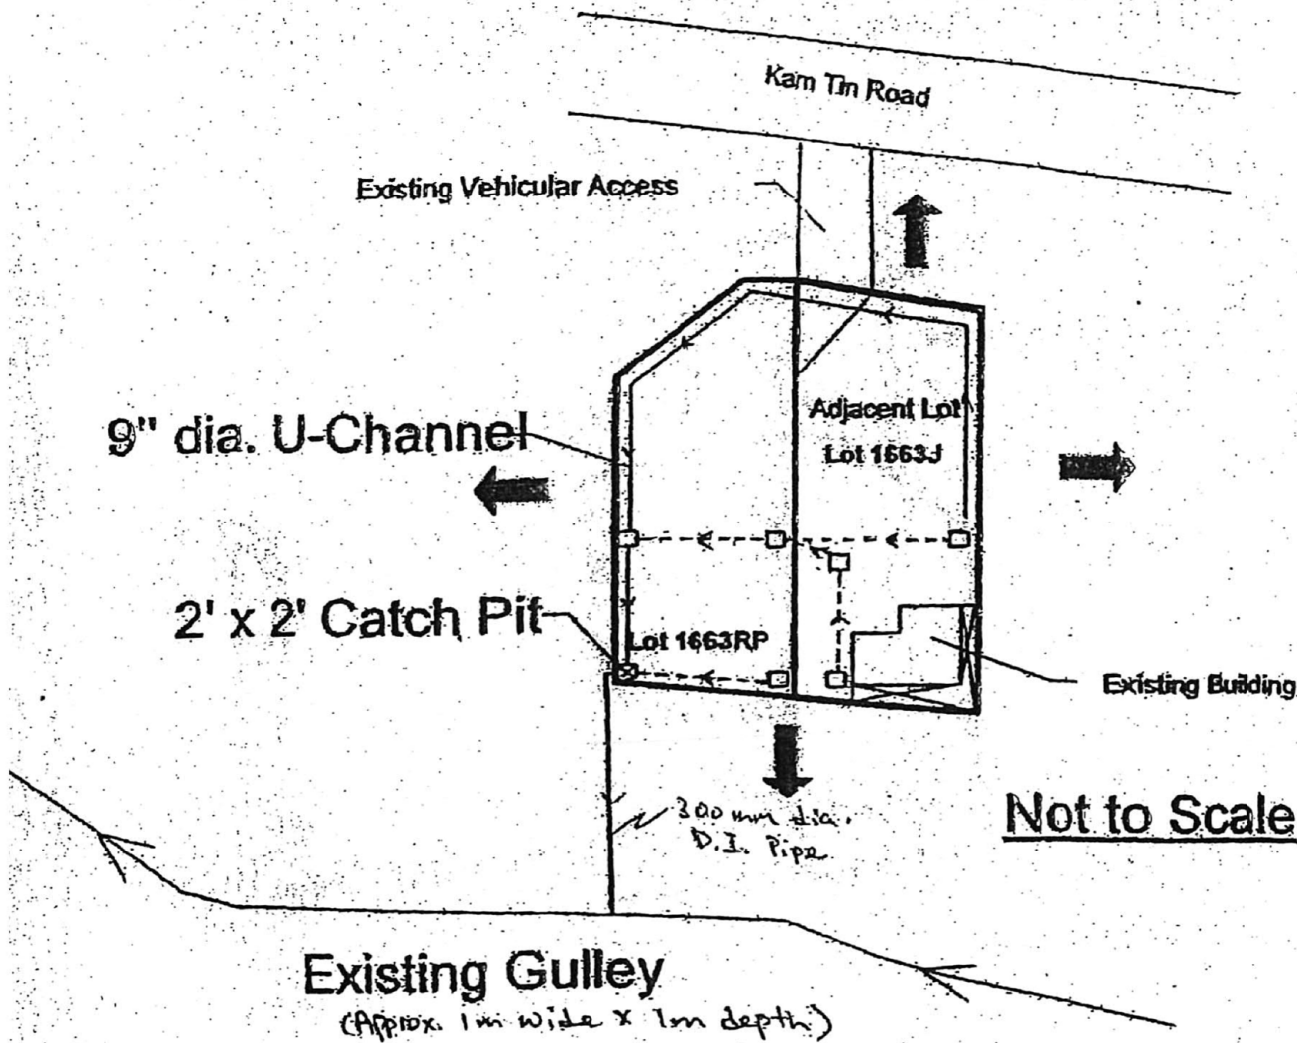 Kam Tin Road
Existing Vehicular Access
9" dia. U-Channel
Adjacent Lot
Lot 1663J
2' x 2' Catch Pit
Lot 1663RP
Existing Building
300 mm dia.
D.I. Pipe
Not to Scale
Existing Gulley
(Approx. 1m wide x 1m depth)